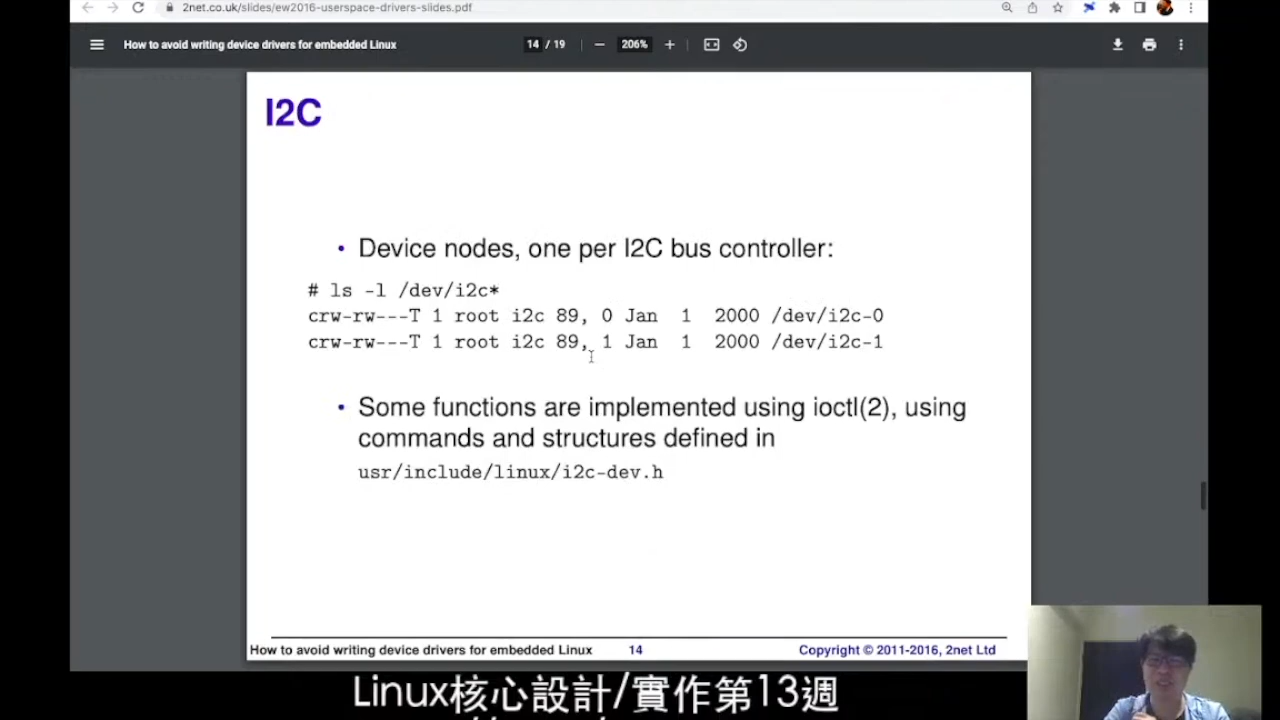 2net.co.uk/slides/ew2016-userspace-drivers-slides.pdf
How to avoid writing device drivers for embedded Linux
14 / 19
206%
I2C
• Device nodes, one per I2C bus controller:
# ls -l /dev/i2c*
crw-rw---T 1 root i2c 89, 0 Jan 1 2000 /dev/i2c-0
crw-rw---T 1 root i2c 89, 1 Jan 1 2000 /dev/i2c-1
• Some functions are implemented using ioctl(2), using
commands and structures defined in
usr/include/linux/i2c-dev.h
How to avoid writing device drivers for embedded Linux 14 Copyright © 2011-2016, 2net Ltd
Linux核心設計/實作第13週